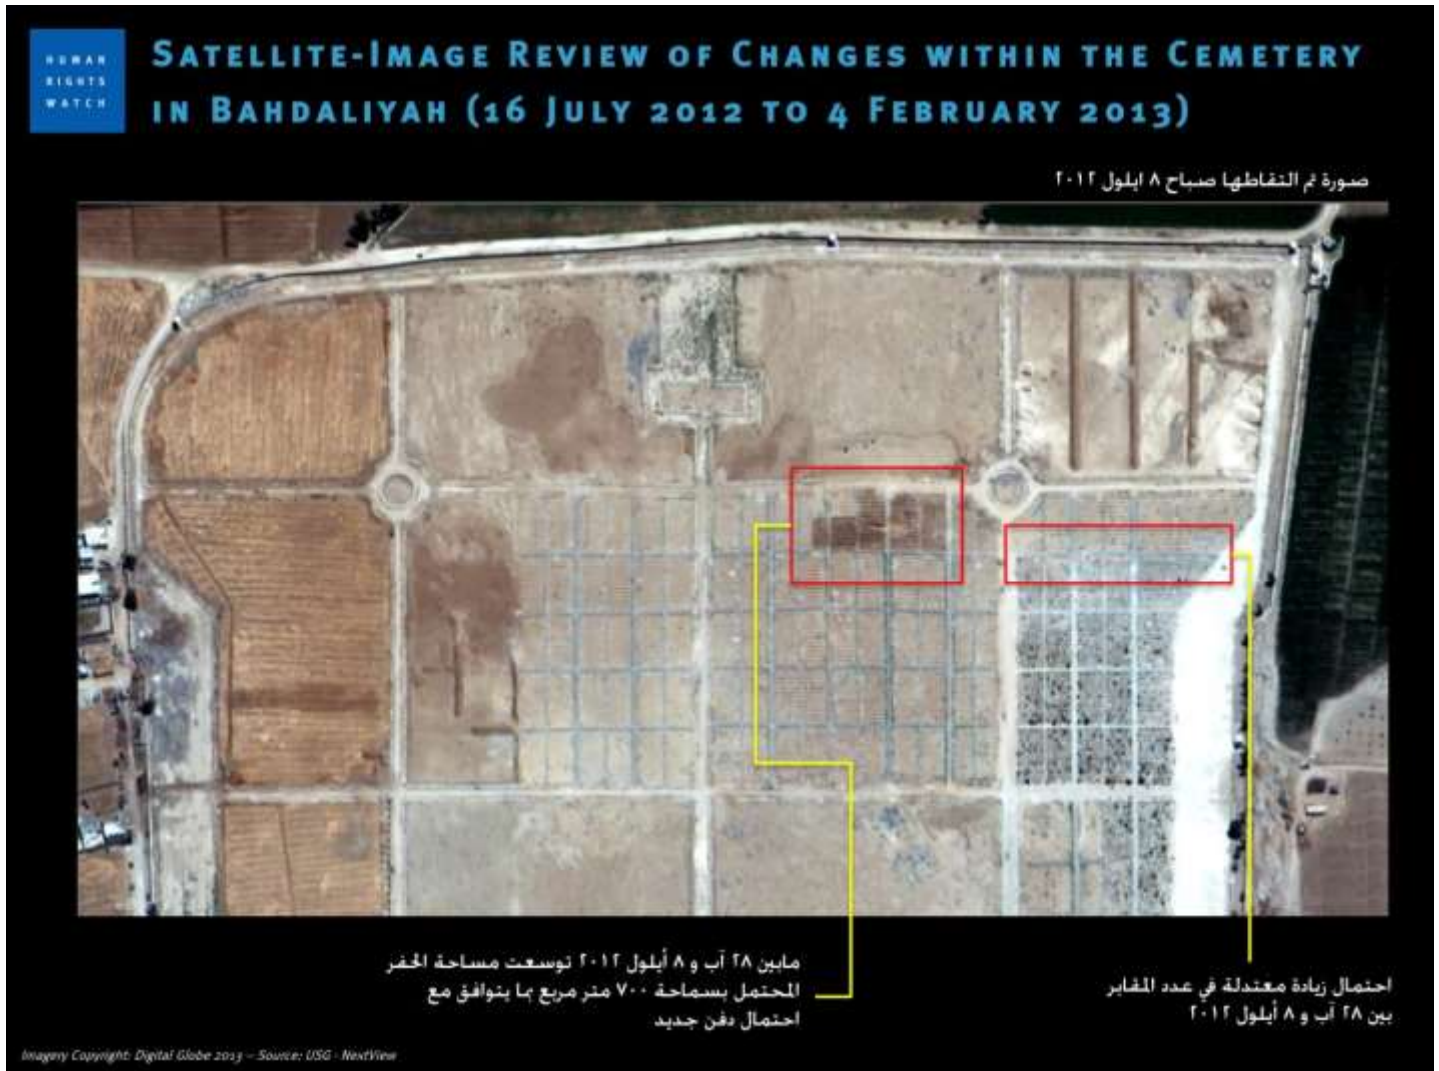 HUMAN
RIGHTS
WATCH
SATELLITE-IMAGE REVIEW OF CHANGES WITHIN THE CEMETERY
IN BAHDALIYAH (16 JULY 2012 TO 4 FEBRUARY 2013)
صورة تم التقاطها صباح ٨ ايلول ٢٠١٢
مابين ٢٨ آب و ٨ أيلول ٢٠١٢ توسعت مساحة الحفر
المحتمل بسماحة ٧٠٠ متر مربع بما يتوافق مع
احتمال دفن جديد
احتمال زيادة معتدلة في عدد المقابر
بين ٢٨ آب و ٨ أيلول ٢٠١٢
Imagery Copyright: Digital Globe 2013 – Source: USG - NextView